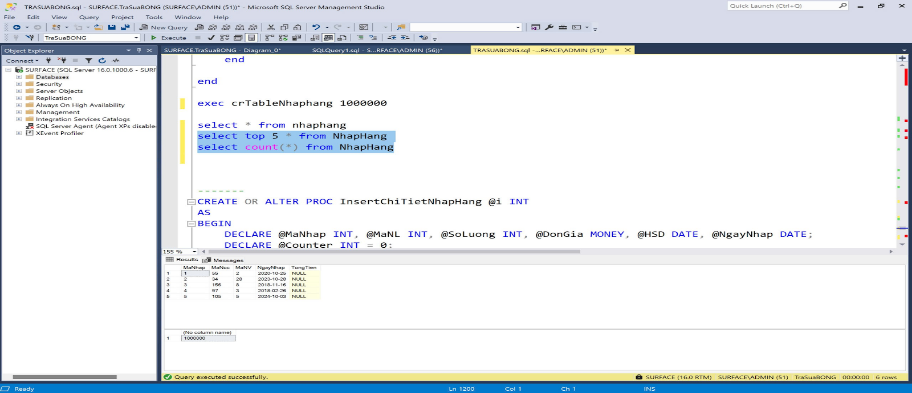 TRASUABONG.sql - SURFACE.TraSuaBONG (SURFACE\ADMIN (51))* - Microsoft SQL Server Management Studio
Quick Launch (Ctrl+Q)
File Edit View Query Project Tools Window Help
New Query
TraSuaBONG
Execute
Object Explorer
SURFACE.TraSuaBONG - Diagram_0*
SQLQuery1.sql - S...RFACE\ADMIN (56))*
TRASUABONG.sql -...RFACE\ADMIN (51))*
Connect
SURFACE (SQL Server 16.0.1000.6 - SURF
Databases
Security
Server Objects
Replication
Always On High Availability
Management
Integration Services Catalogs
SQL Server Agent (Agent XPs disable
XEvent Profiler
end
end
exec crTableNhaphang 1000000
select * from nhaphang
select top 5 * from NhapHang
select count(*) from NhapHang
-------
CREATE OR ALTER PROC InsertChiTietNhapHang @i INT
AS
BEGIN
DECLARE @MaNhap INT, @MaNL INT, @SoLuong INT, @DonGia MONEY, @HSD DATE, @NgayNhap DATE;
DECLARE @Counter INT = 0;
155 %
Results Messages
MaNhap MaNcc MaNV NgayNhap TongTien
1 1 55 2 2020-10-25 NULL
2 2 34 28 2023-10-28 NULL
3 3 156 8 2018-11-16 NULL
4 4 97 3 2018-02-26 NULL
5 5 105 5 2024-10-03 NULL
(No column name)
1 1000000
Query executed successfully.
SURFACE (16.0 RTM) SURFACE\ADMIN (51) TraSuaBONG 00:00:00 6 rows
Ready
Ln 1200 Col 1 Ch 1 INS